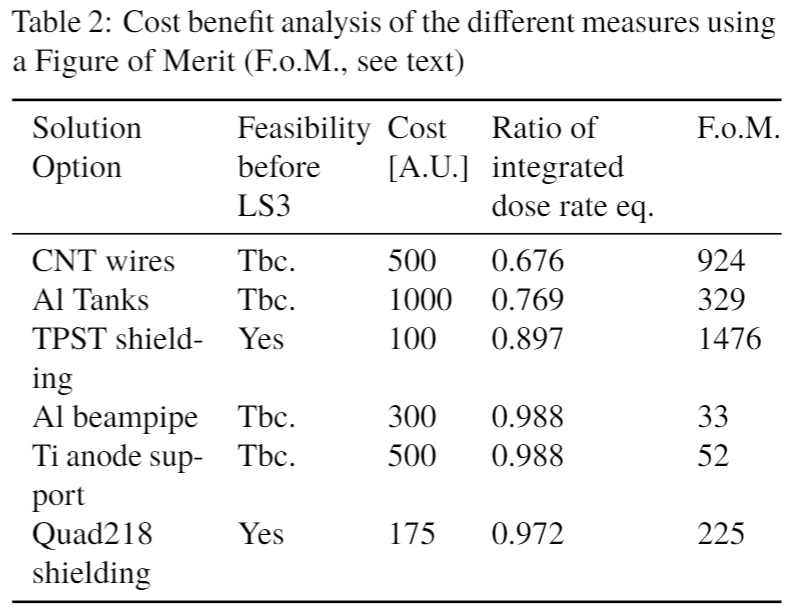 Table 2: Cost benefit analysis of the different measures using
a Figure of Merit (F.o.M., see text)
Solution Feasibility Cost Ratio of F.o.M.
Option before [A.U.] integrated
LS3 dose rate eq.
CNT wires Tbc. 500 0.676 924
Al Tanks Tbc. 1000 0.769 329
TPST shield- Yes 100 0.897 1476
ing
Al beampipe Tbc. 300 0.988 33
Ti anode sup- Tbc. 500 0.988 52
port
Quad218 Yes 175 0.972 225
shielding